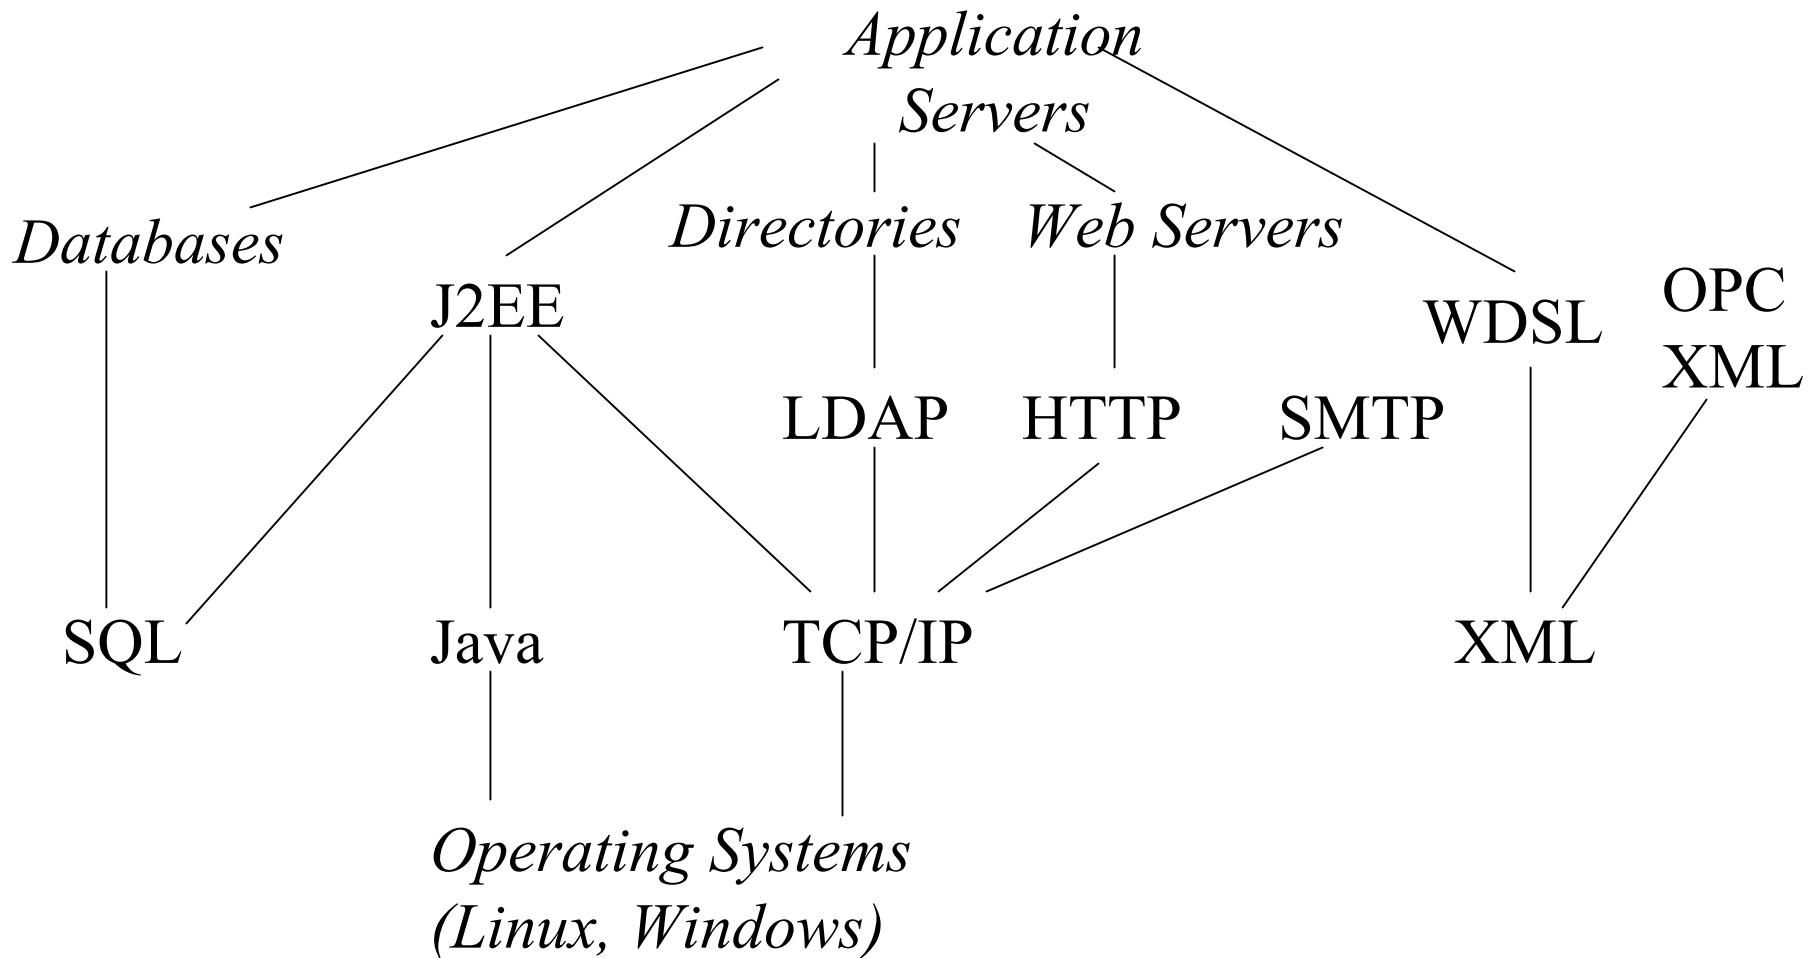 Application
Servers
Databases
Directories
Web Servers
J2EE
WDSL
OPC
XML
LDAP
HTTP
SMTP
SQL
Java
TCP/IP
XML
Operating Systems
(Linux, Windows)